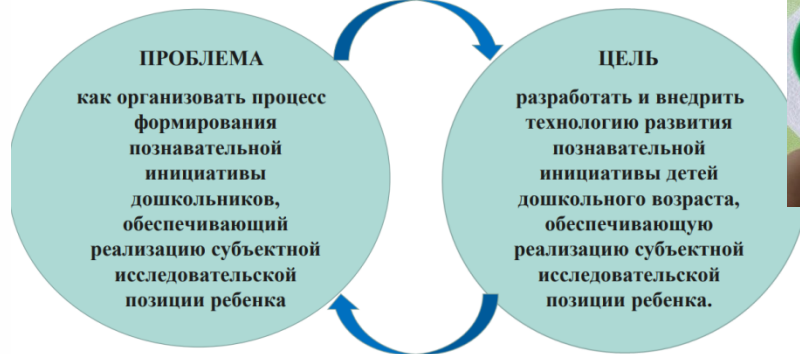 ПРОБЛЕМА
как организовать процесс
формирования
познавательной
инициативы
дошкольников,
обеспечивающий
реализацию субъектной
исследовательской
позиции ребенка
ЦЕЛЬ
разработать и внедрить
технологию развития
познавательной
инициативы детей
дошкольного возраста,
обеспечивающую
реализацию субъектной
исследовательской
позиции ребенка.